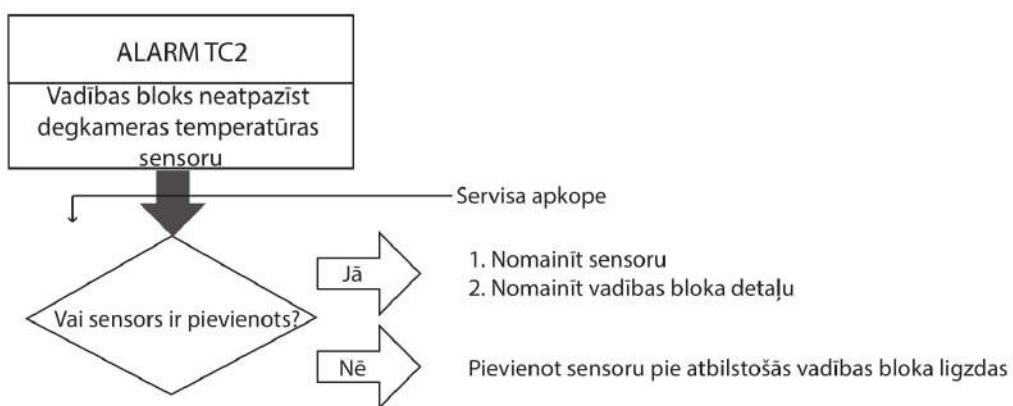 ALARM TC2
Vadības bloks neatpazīst
degkameras temperatūras
sensoru
Servisa apkope
Vai sensors ir pievienots?
Jā
1. Nomainīt sensoru
2. Nomainīt vadības bloka detaļu
Nē
Pievienot sensoru pie atbilstošās vadības bloka ligzdas